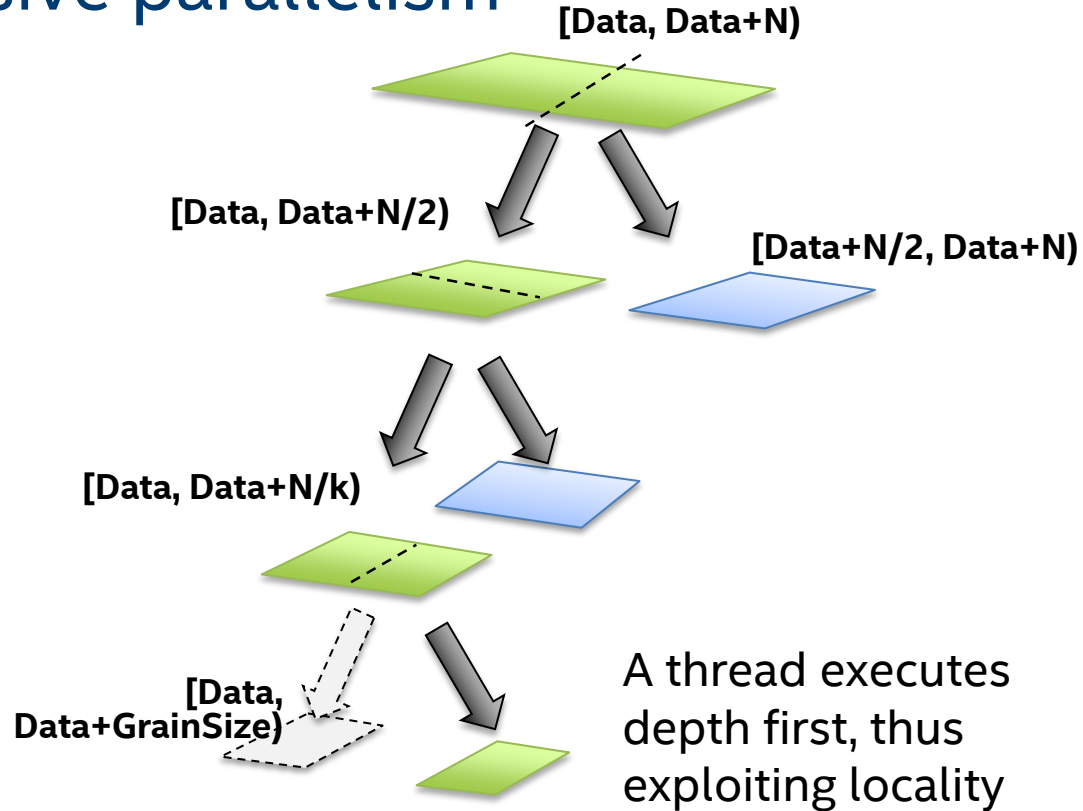 sive parallelism
[Data, Data+N)
[Data, Data+N/2)
[Data+N/2, Data+N)
[Data, Data+N/k)
[Data,
Data+GrainSize)
A thread executes
depth first, thus
exploiting locality